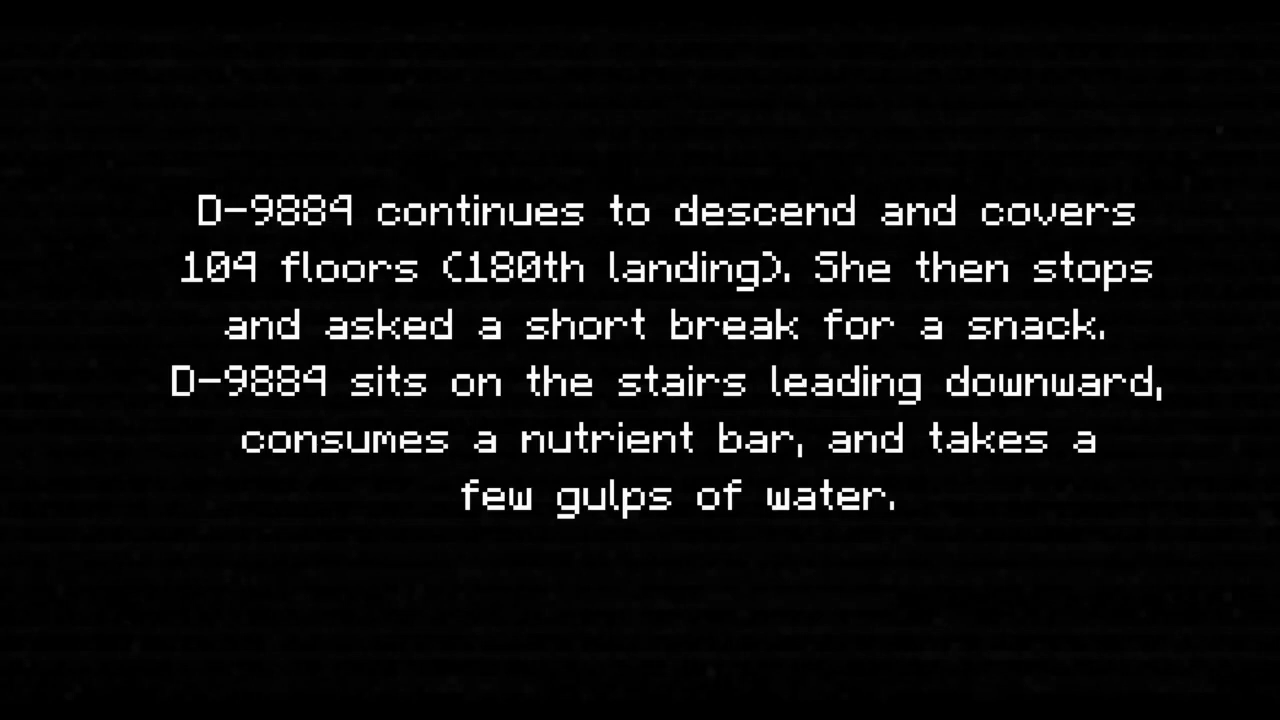 D-9884 continues to descend and covers
104 floors (180th landing). She then stops
and asked a short break for a snack.
D-9884 sits on the stairs leading downward,
consumes a nutrient bar, and takes a
few gulps of water.